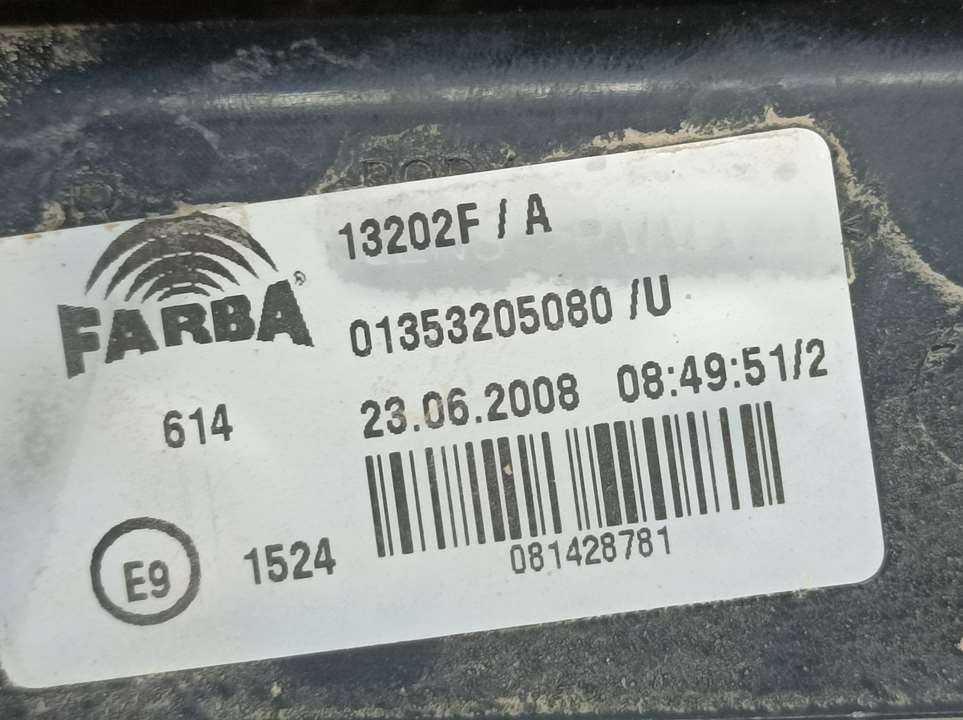 13202F / A
FARBA®
01353205080 /U
614
23.06.2008 08:49:51/2
E9
1524
081428781